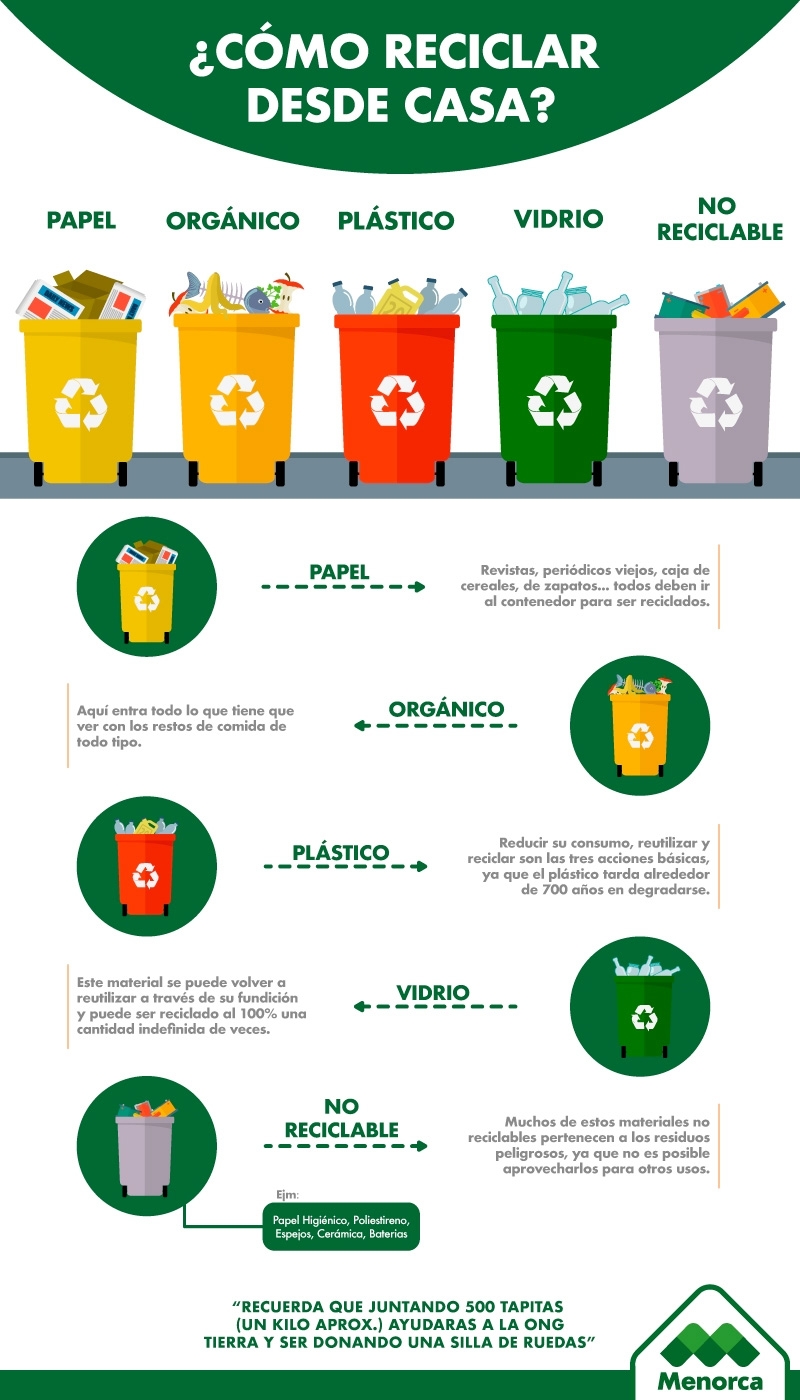 ¿CÓMO RECICLAR
DESDE CASA?
PAPEL
ORGÁNICO
PLÁSTICO
VIDRIO
NO
RECICLABLE
PAPEL
Revistas, periódicos viejos, caja de
cereales, de zapatos... todos deben ir
al contenedor para ser reciclados.
ORGÁNICO
Aquí entra todo lo que tiene que
ver con los restos de comida de
todo tipo.
PLÁSTICO
Reducir su consumo, reutilizar y
reciclar son las tres acciones básicas,
ya que el plástico tarda alrededor
de 700 años en degradarse.
VIDRIO
Este material se puede volver a
reutilizar a través de su fundición
y puede ser reciclado al 100% una
cantidad indefinida de veces.
NO
RECICLABLE
Muchos de estos materiales no
reciclables pertenecen a los residuos
peligrosos, ya que no es posible
aprovecharlos para otros usos.
Ejm:
Papel Higiénico, Poliestireno,
Espejos, Cerámica, Baterias
“RECUERDA QUE JUNTANDO 500 TAPITAS
(UN KILO APROX.) AYUDARAS A LA ONG
TIERRA Y SER DONANDO UNA SILLA DE RUEDAS”
Menorca